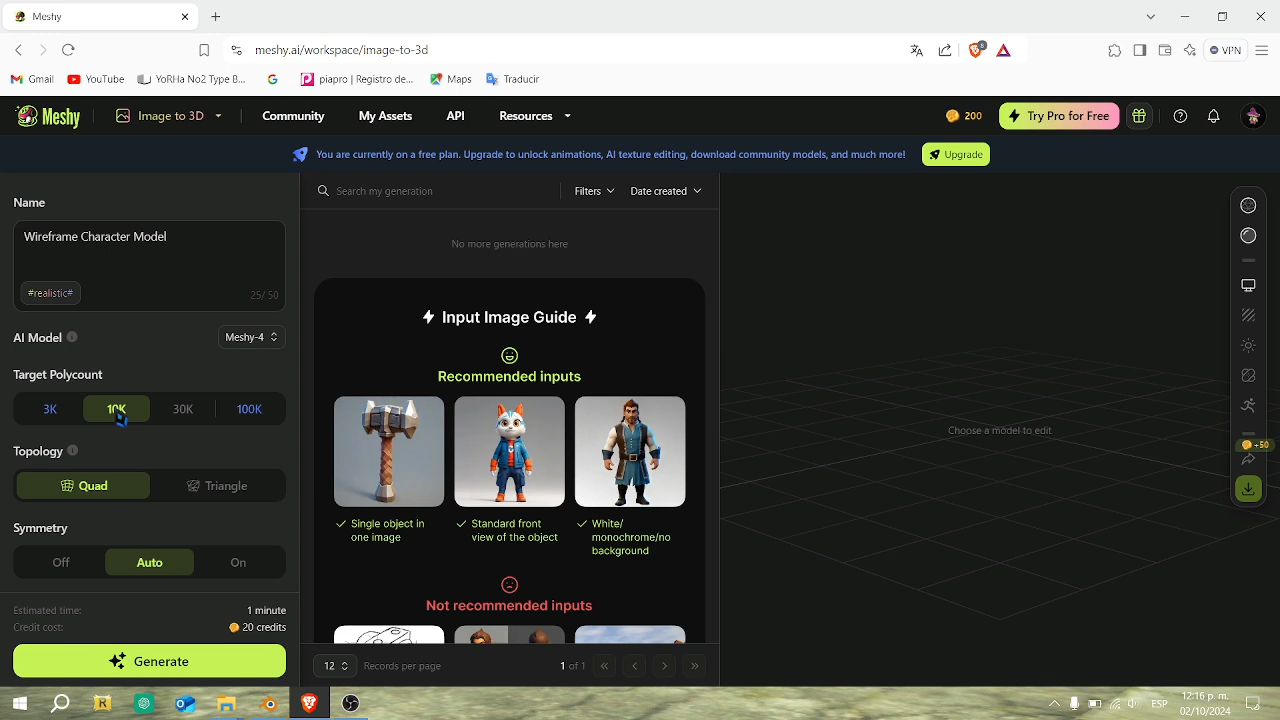 Meshy
meshy.ai/workspace/image-to-3d
8
VPN
Gmail
YouTube
YoRHa No2 Type B...
piapro | Registro de...
Maps
Traducir
Meshy
Image to 3D
Community
My Assets
API
Resources
200
Try Pro for Free
You are currently on a free plan. Upgrade to unlock animations, AI texture editing, download community models, and much more!
Upgrade
Name
Wireframe Character Model
#realistic#
25/ 50
AI Model
Meshy-4
Target Polycount
3K
10K
30K
100K
Topology
Quad
Triangle
Symmetry
Off
Auto
On
Estimated time:
1 minute
Credit cost:
20 credits
Generate
Search my generation
Filters
Date created
No more generations here
Input Image Guide
Recommended inputs
Single object in
one image
Standard front
view of the object
White/
monochrome/no
background
Not recommended inputs
12
Records per page
1 of 1
Choose a model to edit
+50
ESP
12:16 p. m.
02/10/2024